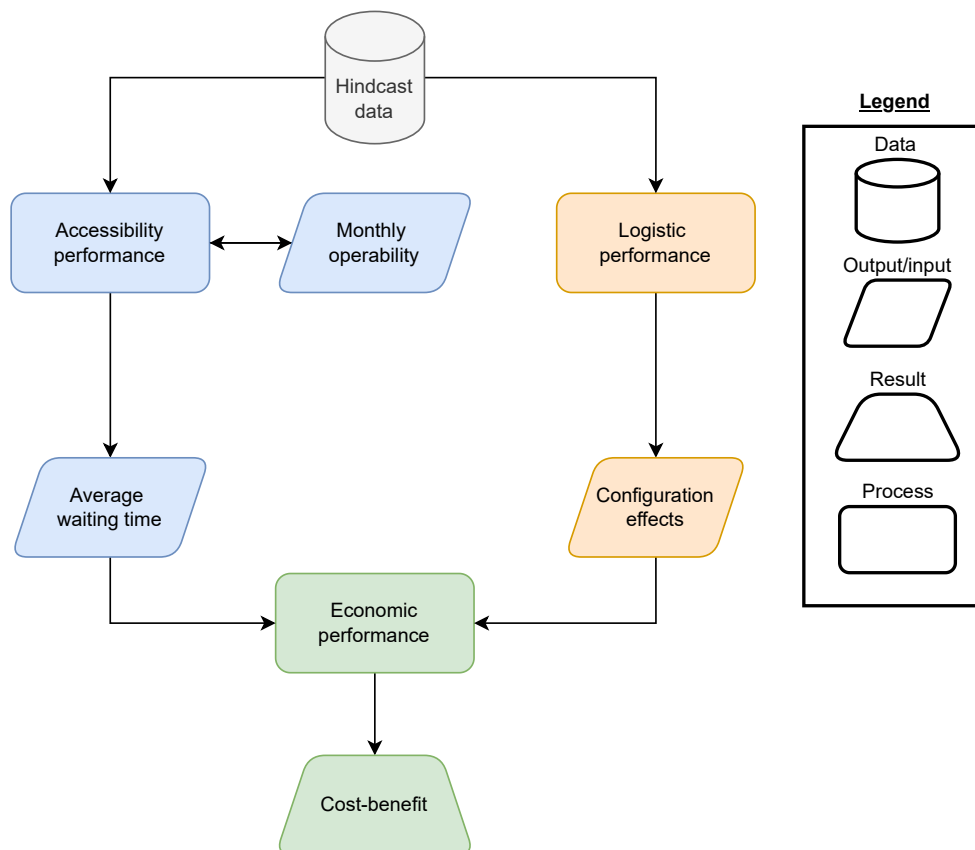 Hindcast
data
Legend
Data
Accessibility
performance
Monthly
operability
Logistic
performance
Output/input
Result
Average
waiting time
Configuration
effects
Process
Economic
performance
Cost-benefit